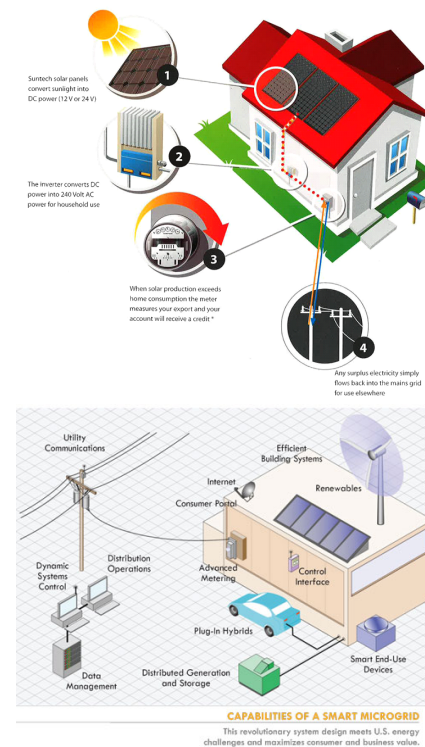 1
Suntech solar panels
convert sunlight into
DC power (12 V or 24 V)
2
The Inverter converts DC
power into 240 Volt AC
power for household use
3
When solar production exceeds
home consumption the meter
measures your export and your
account will receive a credit *
4
Any surplus electricity simply
flows back into the mains grid
for use elsewhere
Utility
Communications
Efficient
Building Systems
Internet
Renewables
Consumer Portal
Distribution
Operations
Advanced
Metering
Control
Interface
Dynamic
Systems
Control
Plug-In Hybrids
Data
Management
Distributed Generation
and Storage
Smart End-Use
Devices
CAPABILITIES OF A SMART MICROGRID
This revolutionary system design meets U.S. energy
challenges and maximizes consumer and business value.